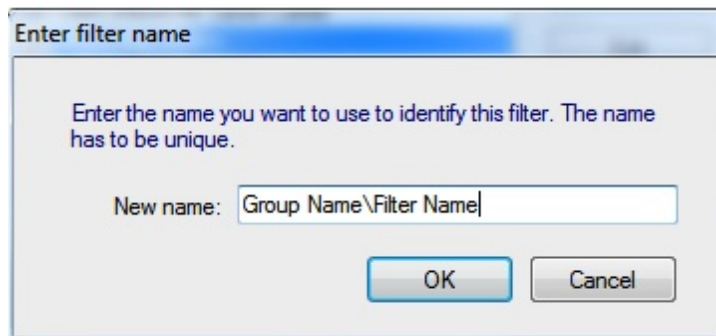 Enter filter name
Enter the name you want to use to identify this filter. The name
has to be unique.
New name: Group Name\Filter Name
OK Cancel